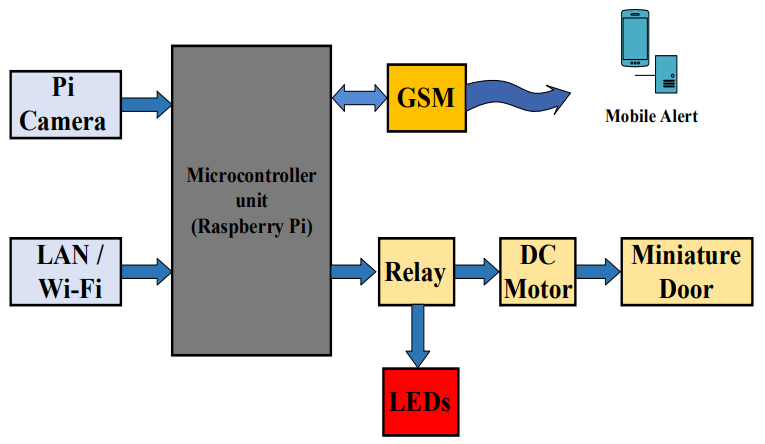 Pi
Camera
Microcontroller
unit
(Raspberry Pi)
GSM
Mobile Alert
LAN /
Wi-Fi
Relay
DC
Motor
Miniature
Door
LEDs